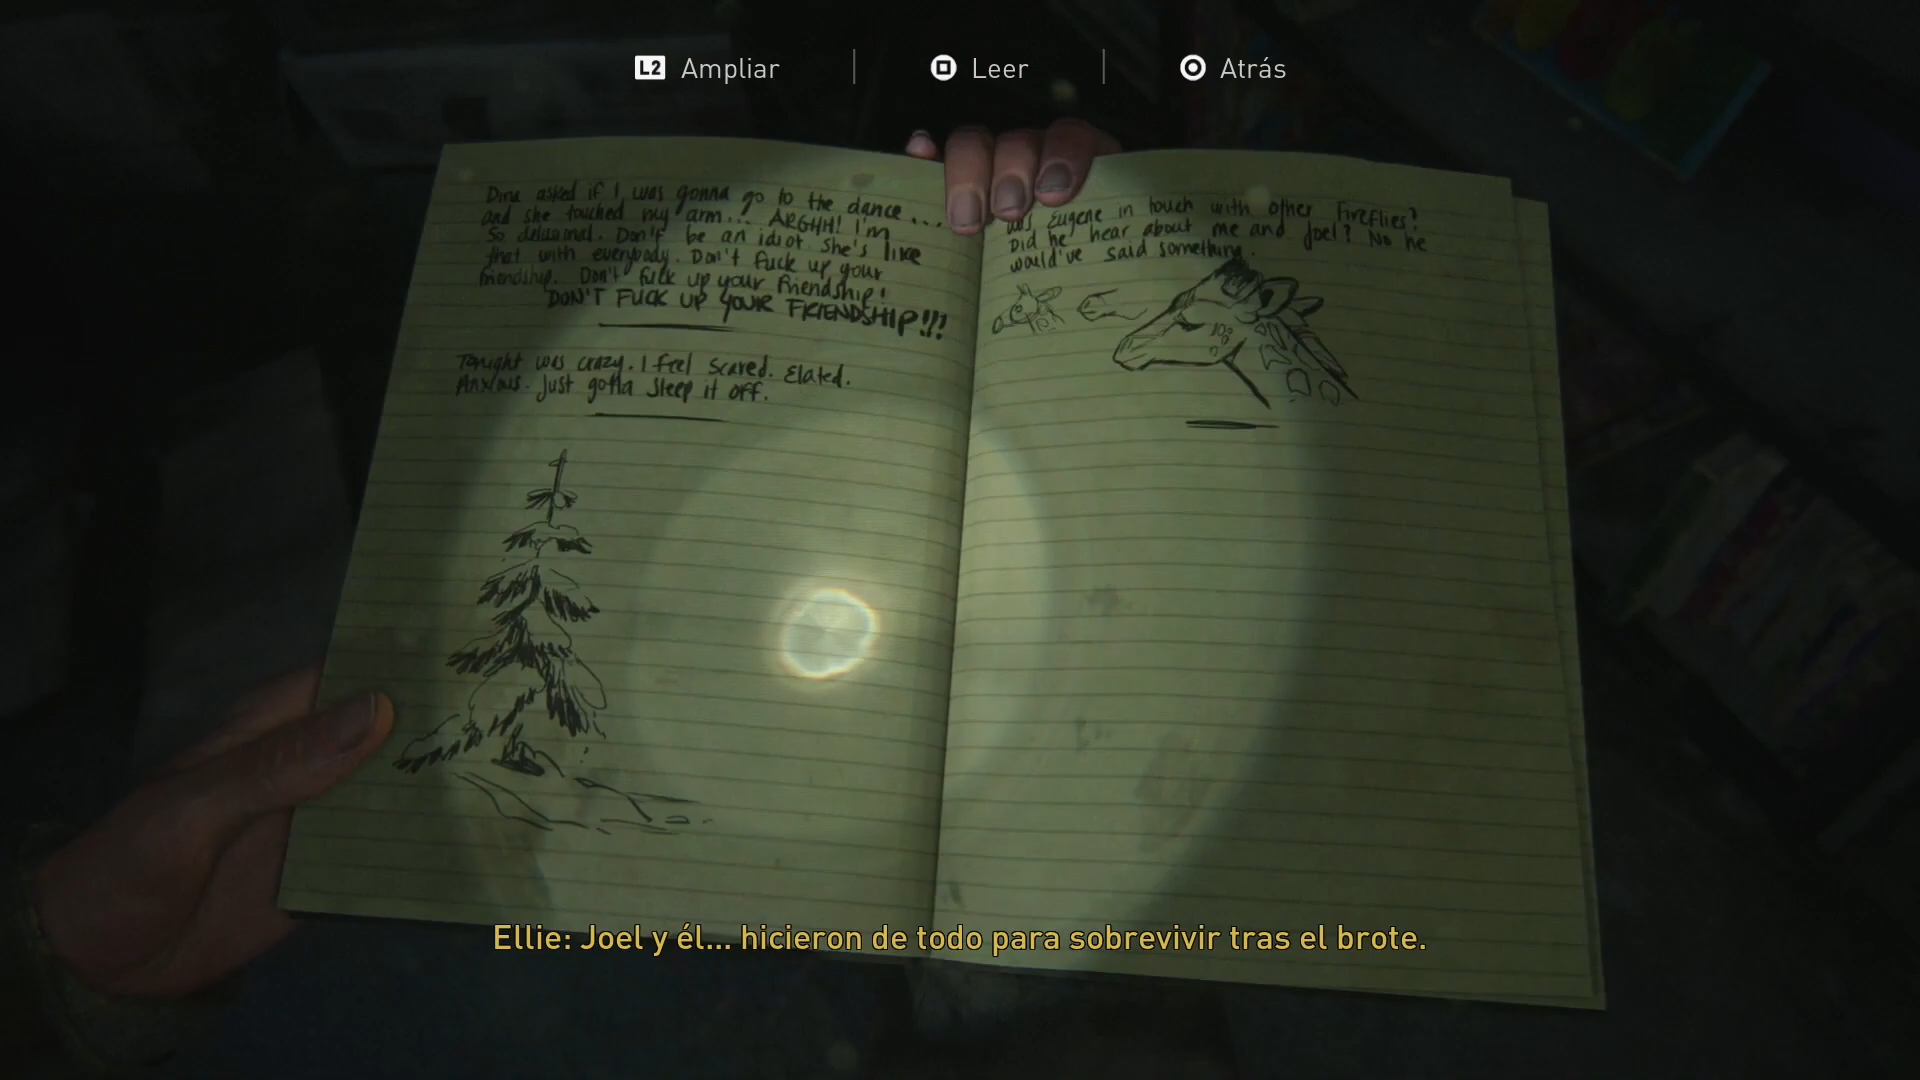 L2 Ampliar
Leer
Atrás
Dina asked if I was gonna go to the dance....
and she touched my arm... ARGHH! I'm
so delusional. Don't be an idiot. She's like
that with everybody. Don't fuck up your
friendship. Don't fuck up your friendship!
DON'T FUCK UP YOUR FRIENDSHIP!!!
Tonight was crazy. I feel scared. Elated.
Anxious. Just gotta sleep it off.
Was Eugene in touch with other Fireflies?
Did he hear about me and Joel? No he
would've said something.
Ellie: Joel y él... hicieron de todo para sobrevivir tras el brote.